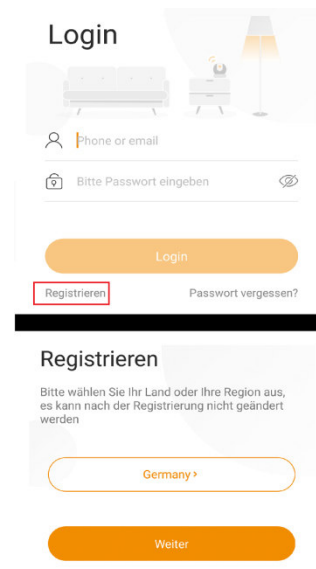 Login
Phone or email
Bitte Passwort eingeben
Login
Registrieren Passwort vergessen?
Registrieren
Bitte wählen Sie Ihr Land oder Ihre Region aus,
es kann nach der Registrierung nicht geändert
werden
Germany ›
Weiter